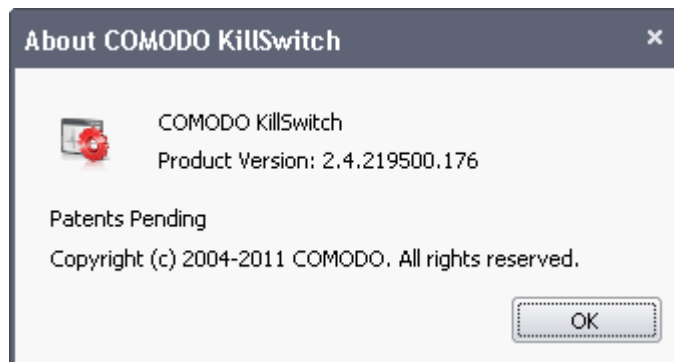 About COMODO KillSwitch
COMODO KillSwitch
Product Version: 2.4.219500.176
Patents Pending
Copyright (c) 2004-2011 COMODO. All rights reserved.
OK